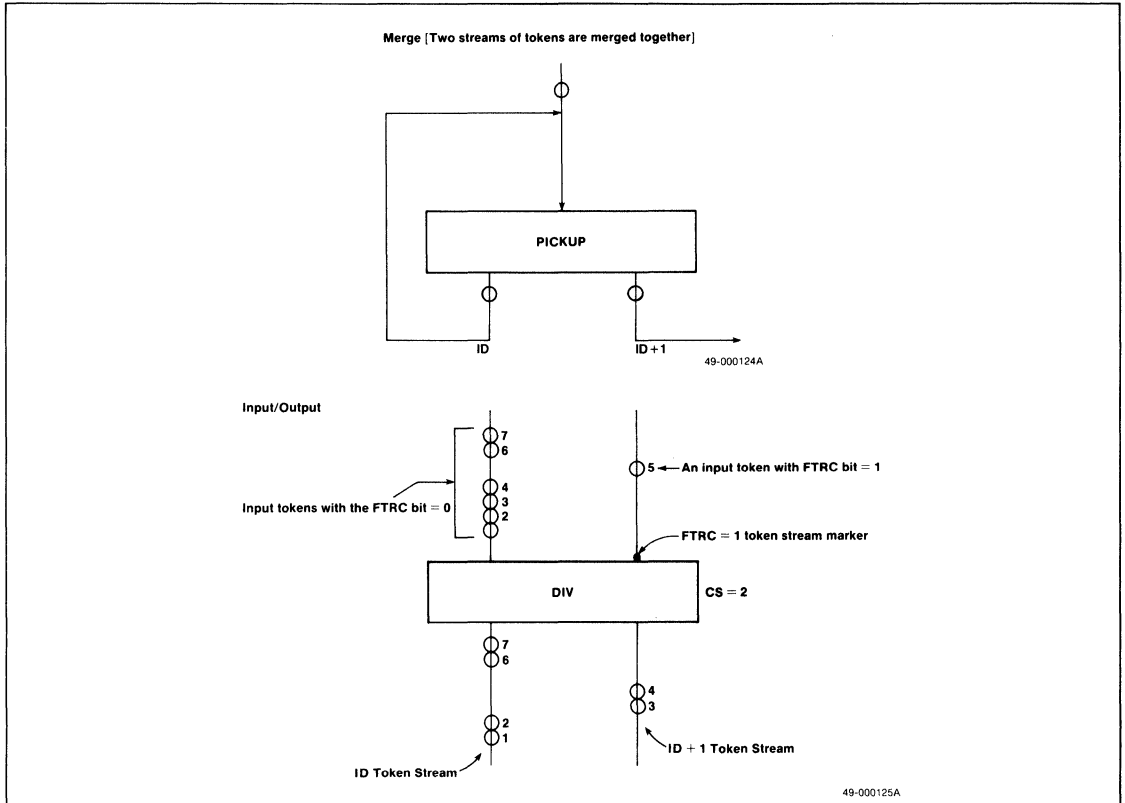 Merge [Two streams of tokens are merged together]
PICKUP
ID
ID+1
49-000124A
Input/Output
7
6
4
3
2
Input tokens with the FTRC bit = 0
5
An input token with FTRC bit = 1
FTRC = 1 token stream marker
DIV
CS = 2
7
6
2
1
4
3
ID Token Stream
ID + 1 Token Stream
49-000125A